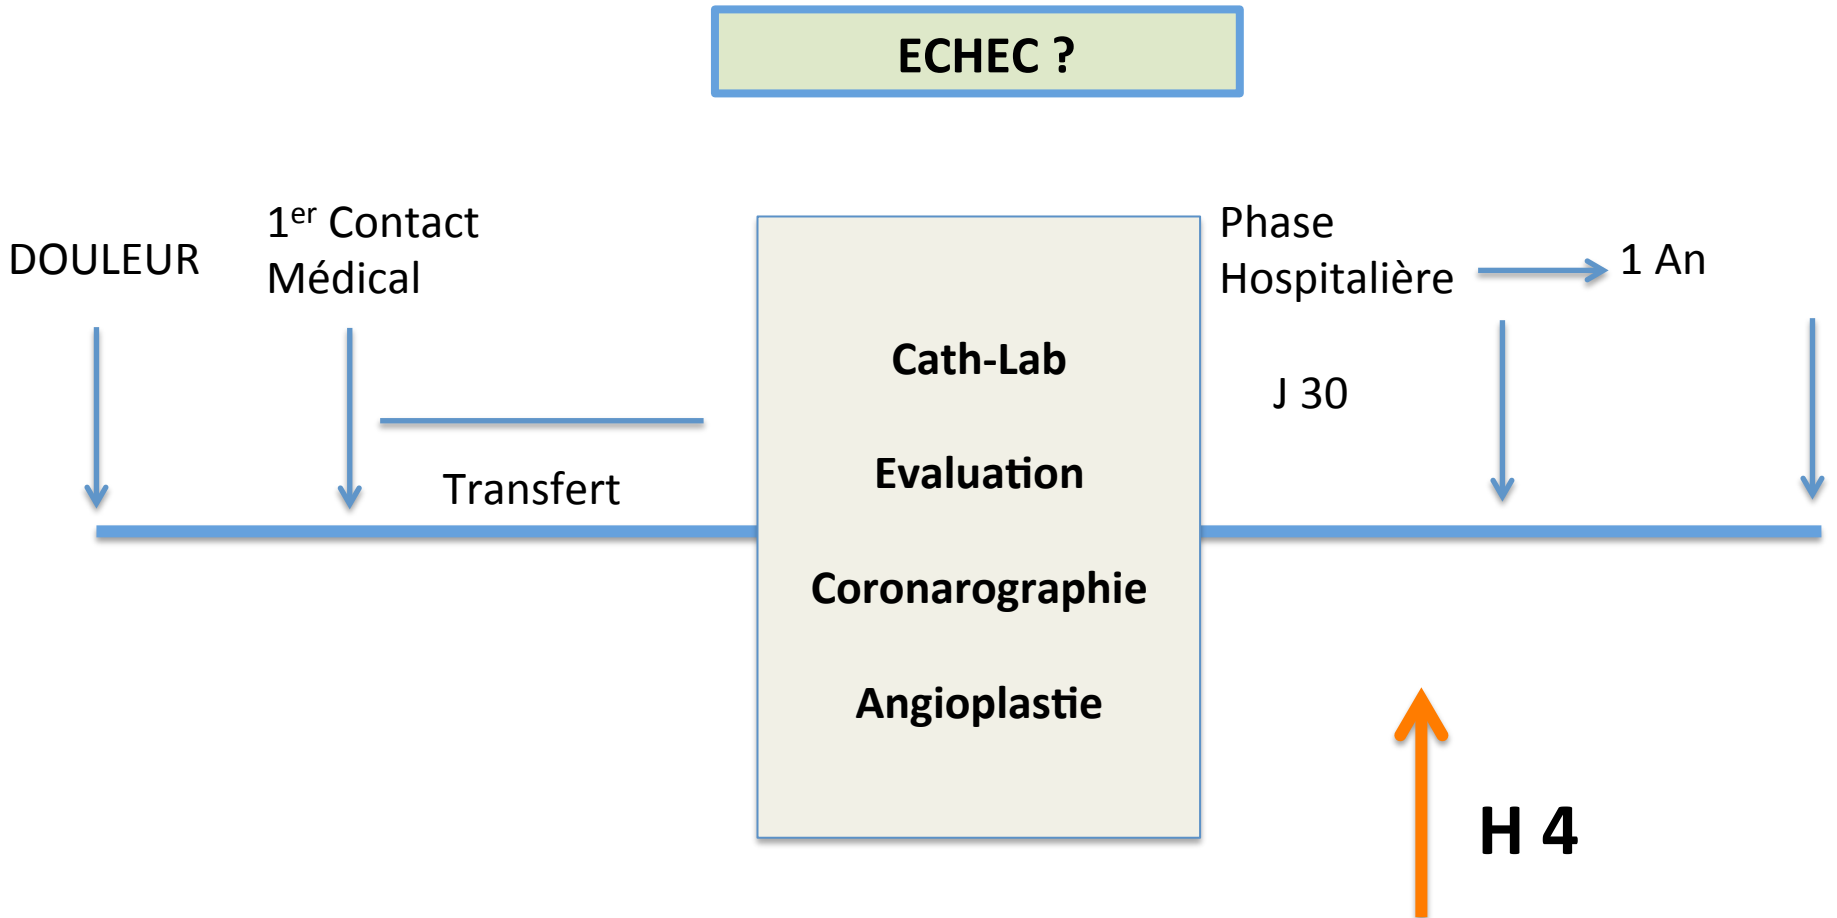 ECHEC ?
DOULEUR
1er Contact
Médical
Transfert
Cath-Lab
Evaluation
Coronarographie
Angioplastie
Phase
Hospitalière
1 An
J 30
H 4